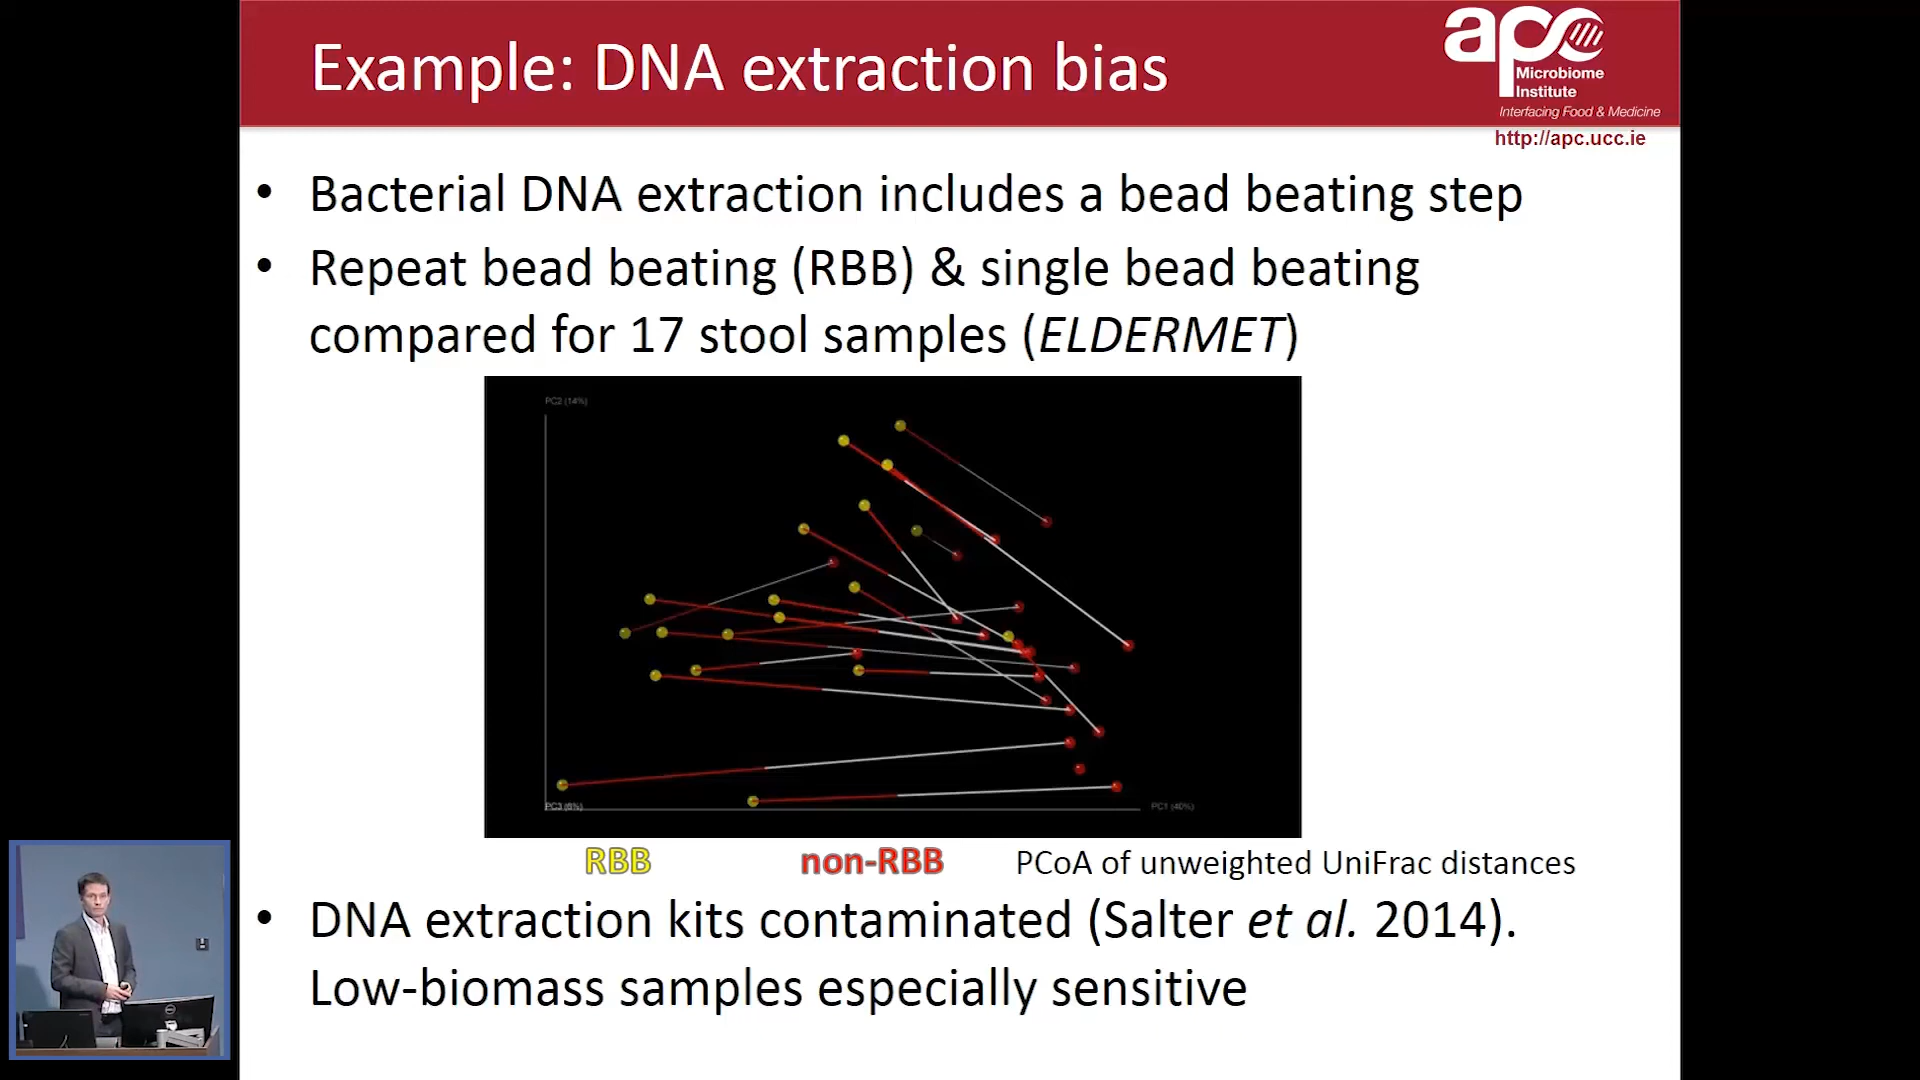 Example: DNA extraction bias
apc
Microbiome
Institute
Interfacing Food & Medicine
http://apc.ucc.ie
• Bacterial DNA extraction includes a bead beating step
• Repeat bead beating (RBB) & single bead beating
compared for 17 stool samples (ELDERMET)
PC2 (14%)
PC3 (6%)
PC1 (40%)
RBB
non-RBB
PCoA of unweighted UniFrac distances
• DNA extraction kits contaminated (Salter et al. 2014).
Low-biomass samples especially sensitive